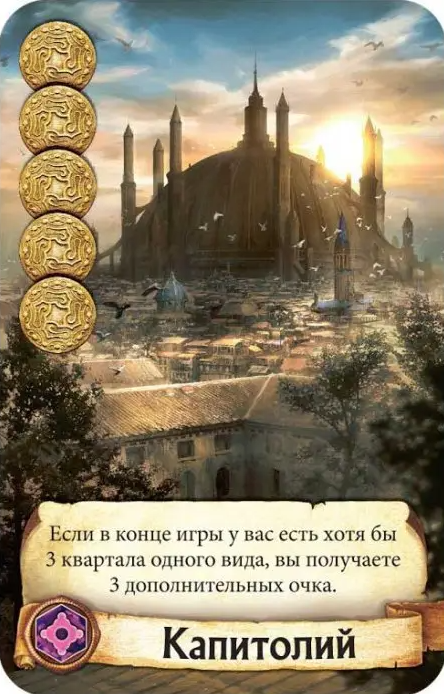 Если в конце игры у вас есть хотя бы
3 квартала одного вида, вы получаете
3 дополнительных очка.
Капитолий